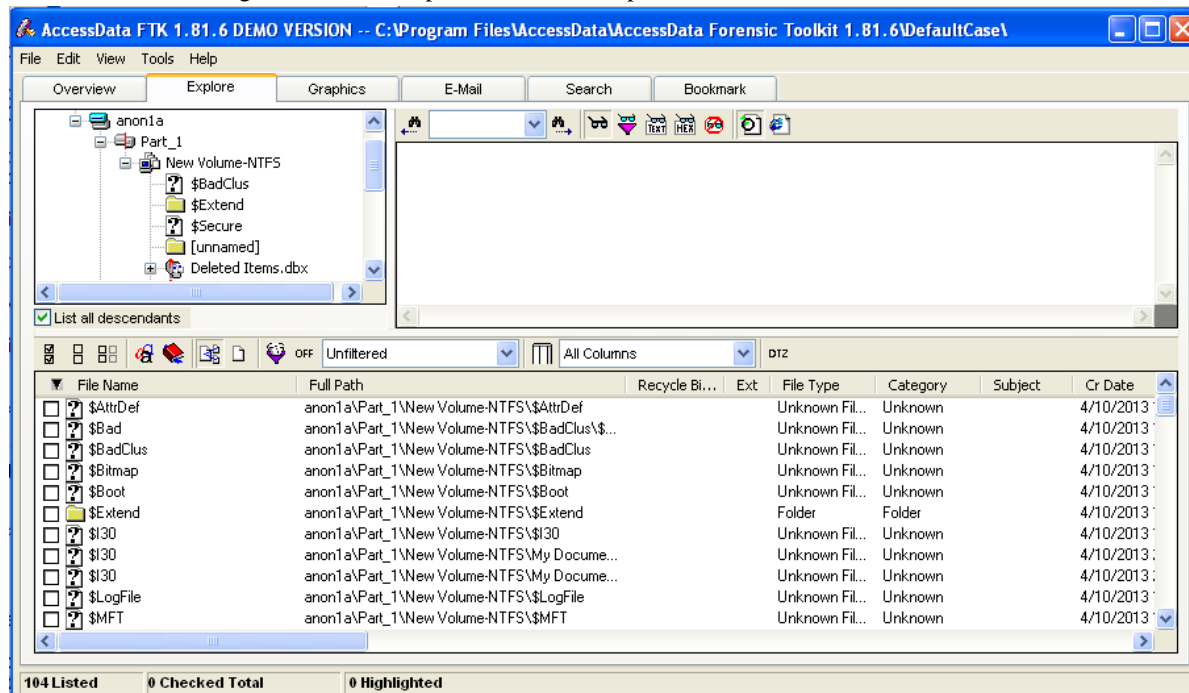 AccessData FTK 1.81.6 DEMO VERSION -- C:\Program Files\AccessData\AccessData Forensic Toolkit 1.81.6\DefaultCase\
File Edit View Tools Help
Overview Explore Graphics E-Mail Search Bookmark
anon1a
Part_1
New Volume-NTFS
$BadClus
$Extend
$Secure
[unnamed]
Deleted Items.dbx
TEXT HEX
List all descendants
OFF Unfiltered All Columns DTZ
File Name Full Path Recycle Bi... Ext File Type Category Subject Cr Date
$AttrDef anon1a\Part_1\New Volume-NTFS\$AttrDef Unknown Fil... Unknown 4/10/2013
$Bad anon1a\Part_1\New Volume-NTFS\$BadClus\$... Unknown Fil... Unknown 4/10/2013
$BadClus anon1a\Part_1\New Volume-NTFS\$BadClus Unknown Fil... Unknown 4/10/2013
$Bitmap anon1a\Part_1\New Volume-NTFS\$Bitmap Unknown Fil... Unknown 4/10/2013
$Boot anon1a\Part_1\New Volume-NTFS\$Boot Unknown Fil... Unknown 4/10/2013
$Extend anon1a\Part_1\New Volume-NTFS\$Extend Folder Folder 4/10/2013
$I30 anon1a\Part_1\New Volume-NTFS\$I30 Unknown Fil... Unknown 4/10/2013
$I30 anon1a\Part_1\New Volume-NTFS\My Docume... Unknown Fil... Unknown 4/10/2013
$I30 anon1a\Part_1\New Volume-NTFS\My Docume... Unknown Fil... Unknown 4/10/2013
$LogFile anon1a\Part_1\New Volume-NTFS\$LogFile Unknown Fil... Unknown 4/10/2013
$MFT anon1a\Part_1\New Volume-NTFS\$MFT Unknown Fil... Unknown 4/10/2013
104 Listed 0 Checked Total 0 Highlighted